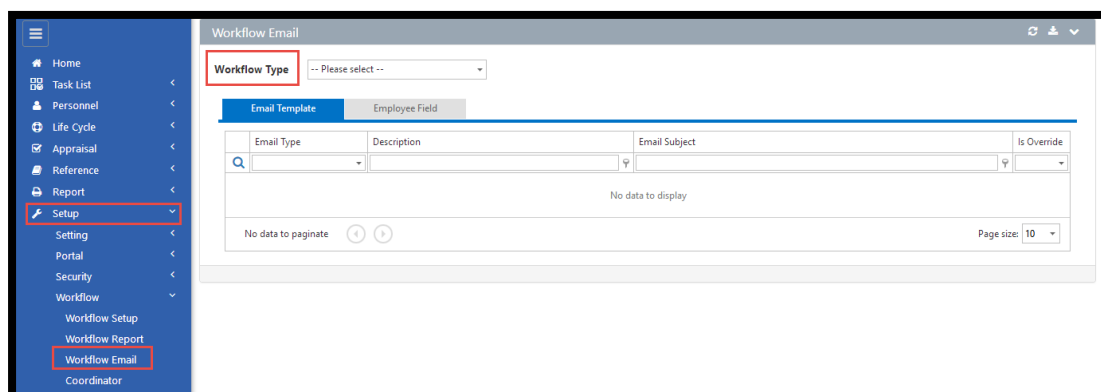 Workflow Email
Home
Task List
Personnel
Life Cycle
Appraisal
Reference
Report
Setup
Setting
Portal
Security
Workflow
Workflow Setup
Workflow Report
Workflow Email
Coordinator
Workflow Type -- Please select --
Email Template Employee Field
Email Type Description Email Subject Is Override
No data to display
No data to paginate Page size: 10